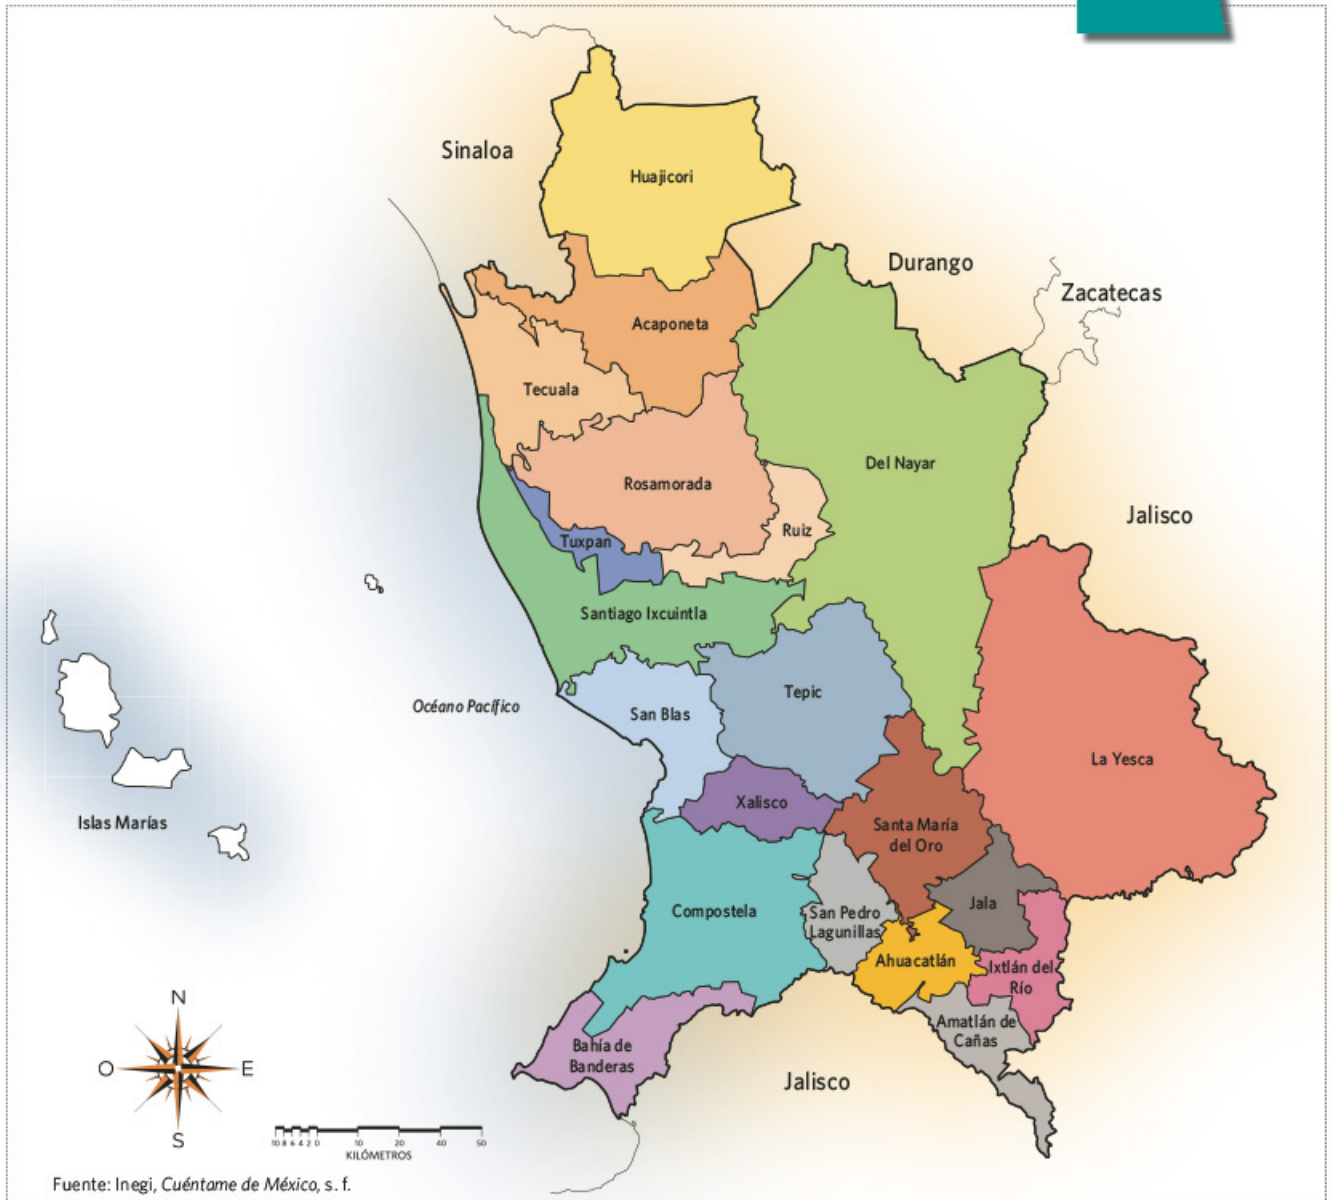 Sinaloa
Huajicori
Durango
Zacatecas
Acaponeta
Tecuala
Del Nayar
Rosamorada
Jalisco
Ruiz
Tuxpan
Santiago Ixcuintla
Tepic
Océano Pacífico
San Blas
La Yesca
Xalisco
Islas Marías
Santa María
del Oro
Jala
Compostela
San Pedro
Lagunillas
Ahuacatlán
Ixtlán del
Río
N
Amatlán de
Cañas
Bahía de
Banderas
O
E
Jalisco
S
10 8 6 4 2 0 10 20 40 50
KILÓMETROS
Fuente: Inegi, Cuéntame de México, s. f.